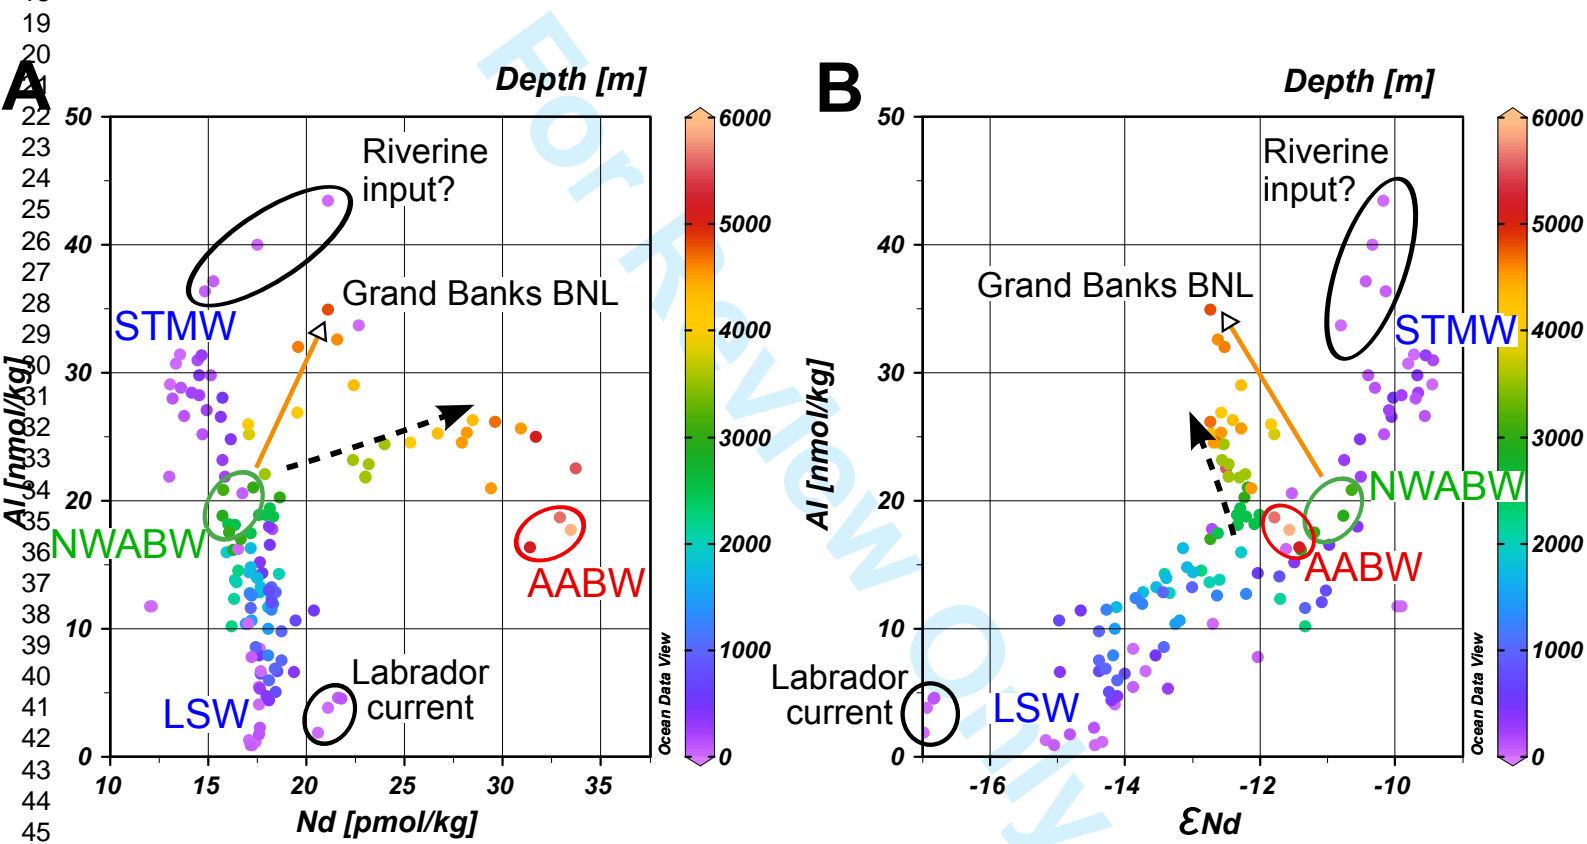 19
20
21
22
23
24
25
26
27
28
29
30
31
32
33
34
35
36
37
38
39
40
41
42
43
44
45
For Review Only
A
Depth [m]
50
40
30
20
10
0
Al [nmol/kg]
10
15
20
25
30
35
Nd [pmol/kg]
Riverine
input?
Grand Banks BNL
STMW
NWABW
AABW
Labrador
current
LSW
Ocean Data View
6000
5000
4000
3000
2000
1000
0
B
Depth [m]
50
40
30
20
10
0
Al [nmol/kg]
-16
-14
-12
-10
εNd
Riverine
input?
Grand Banks BNL
STMW
NWABW
AABW
Labrador
current
LSW
Ocean Data View
6000
5000
4000
3000
2000
1000
0